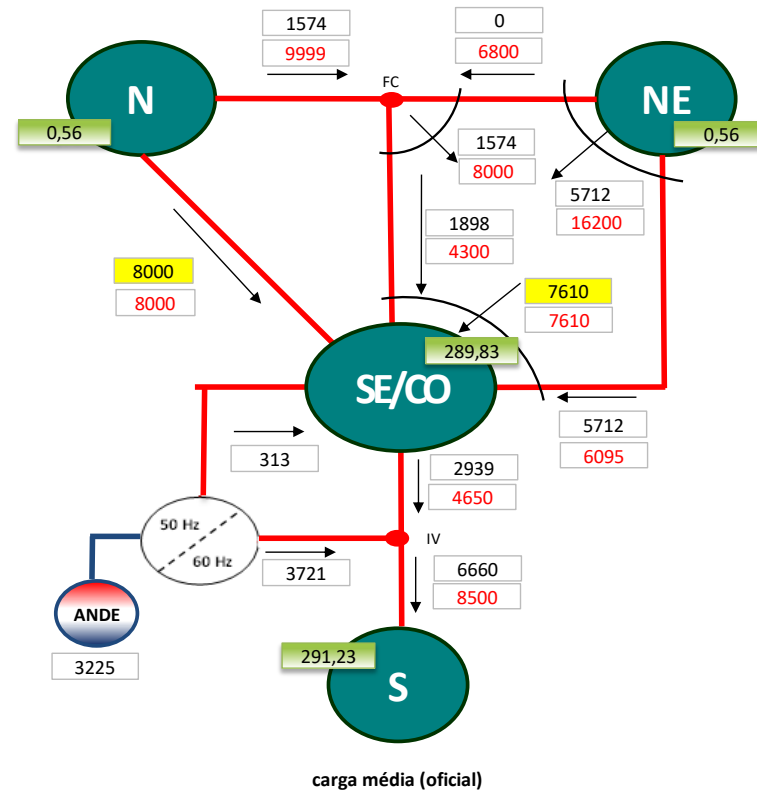 1574
9999
0
6800
FC
N
NE
0,56
0,56
1574
8000
5712
16200
1898
4300
8000
8000
7610
7610
289,83
SE/CO
5712
6095
313
2939
4650
50 Hz
60 Hz
IV
3721
6660
8500
ANDE
3225
291,23
S
carga média (oficial)